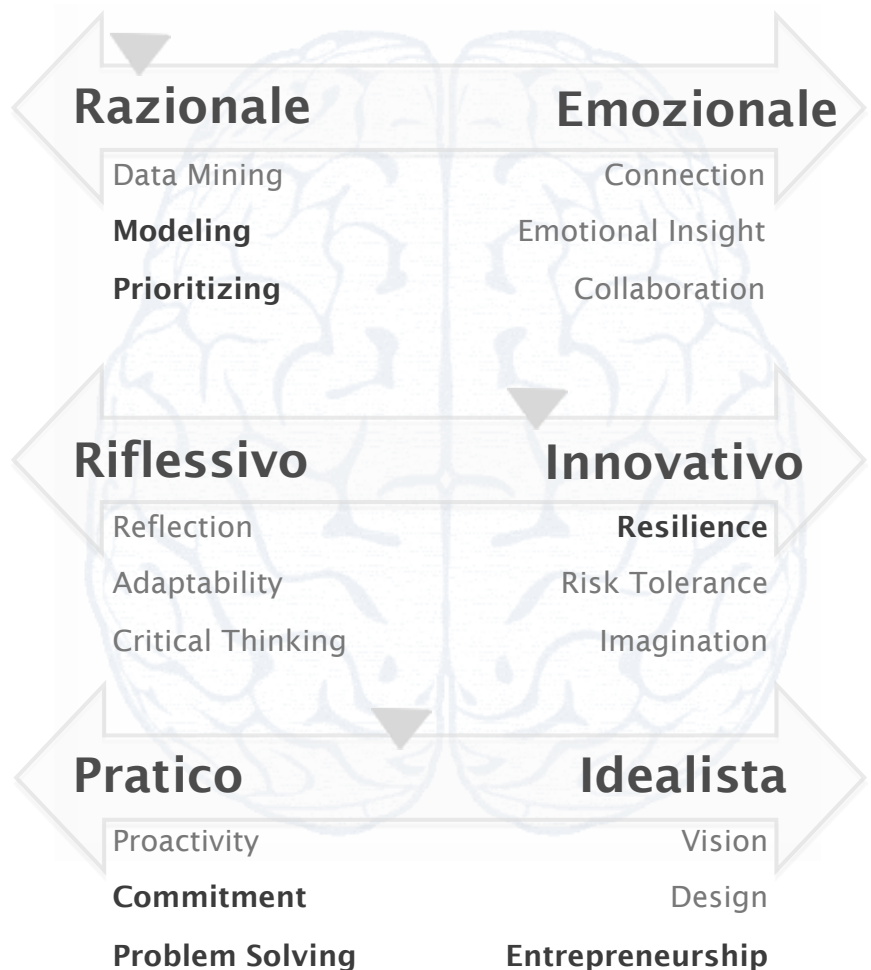 Razionale Emozionale
Data Mining Connection
Modeling Emotional Insight
Prioritizing Collaboration
Riflessivo Innovativo
Reflection Resilience
Adaptability Risk Tolerance
Critical Thinking Imagination
Pratico Idealista
Proactivity Vision
Commitment Design
Problem Solving Entrepreneurship